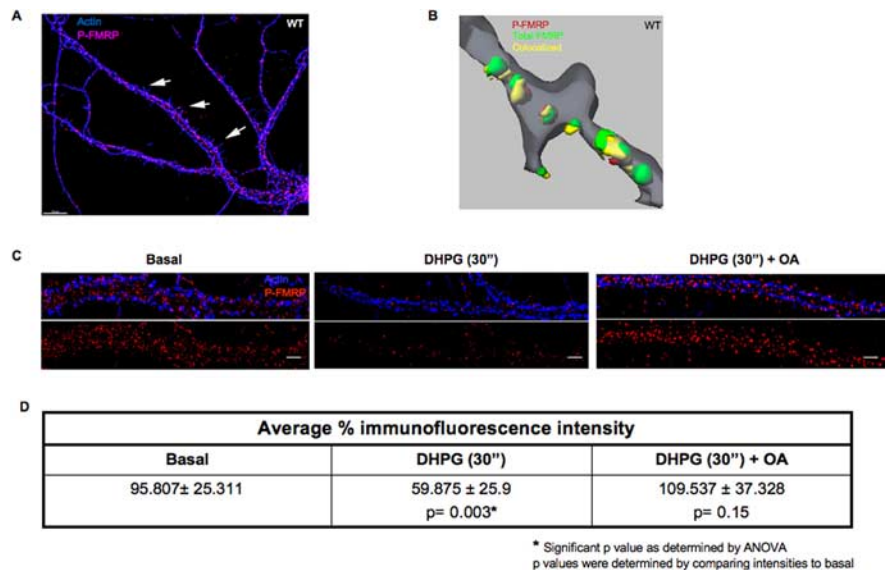 A
Actin
P-FMRP
WT
B
P-FMRP
Total FMRP
Colocalized
WT
C
Basal
DHPG (30”)
DHPG (30”) + OA
Actin
P-FMRP
D
Average % immunofluorescence intensity
Basal
DHPG (30”)
DHPG (30”) + OA
95.807± 25.311
59.875 ± 25.9
109.537 ± 37.328
p= 0.003*
p= 0.15
* Significant p value as determined by ANOVA
p values were determined by comparing intensities to basal